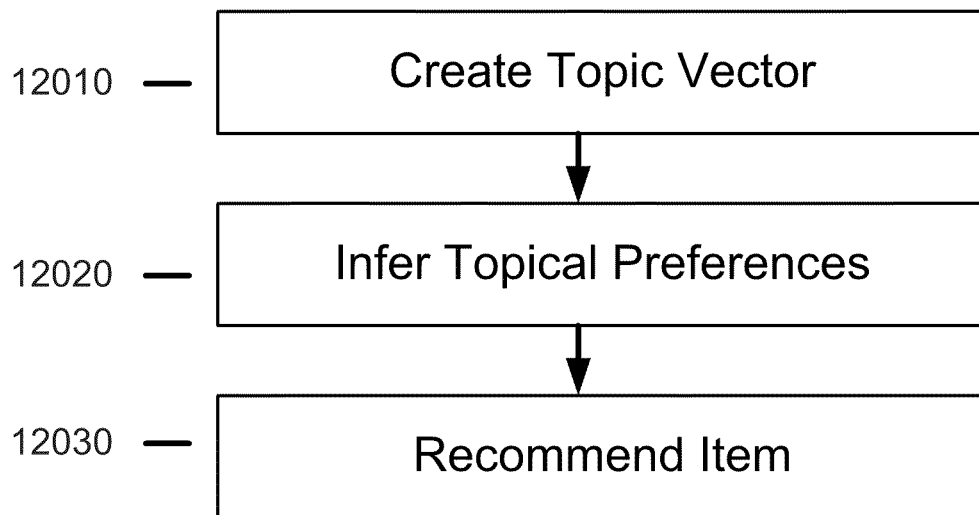 12010 Create Topic Vector
12020 Infer Topical Preferences
12030 Recommend Item